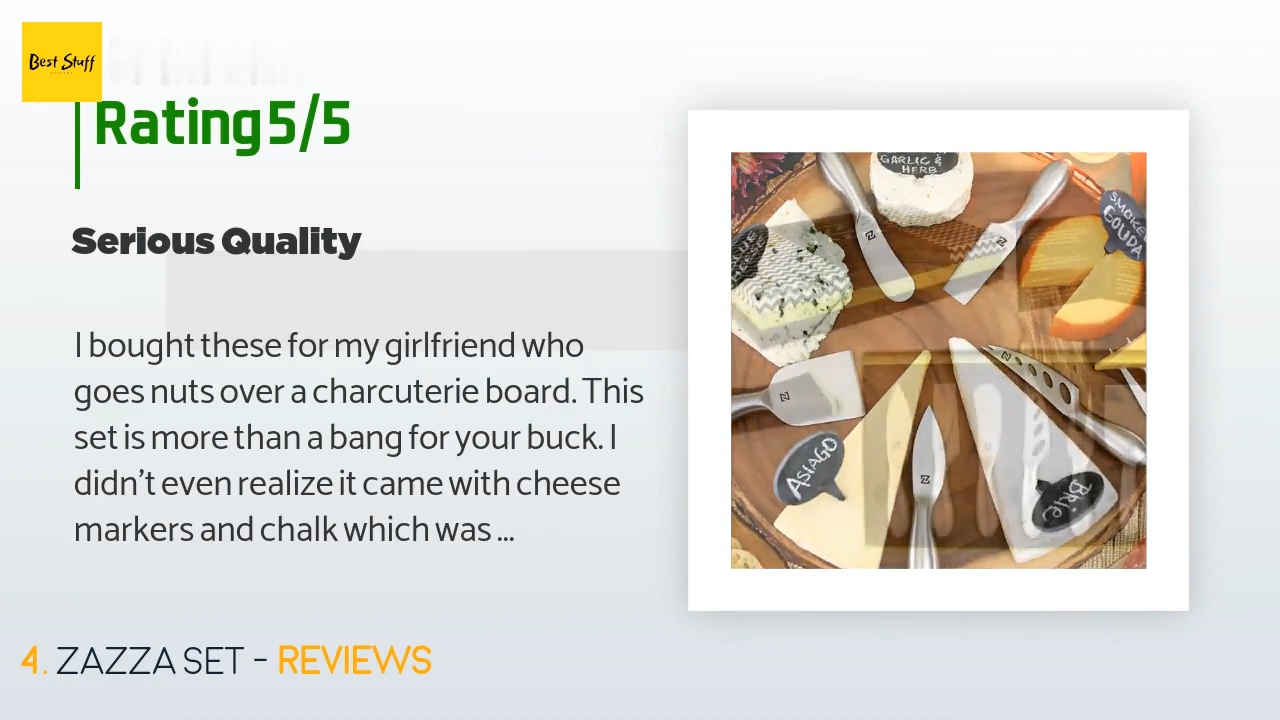 Best Stuff
Rating 5/5
Serious Quality
I bought these for my girlfriend who
goes nuts over a charcuterie board. This
set is more than a bang for your buck. I
didn't even realize it came with cheese
markers and chalk which was ...
GARLIC &
HERB
SMOKED
GOUDA
ASIAGO
BRIE
4. ZAZZA SET - REVIEWS